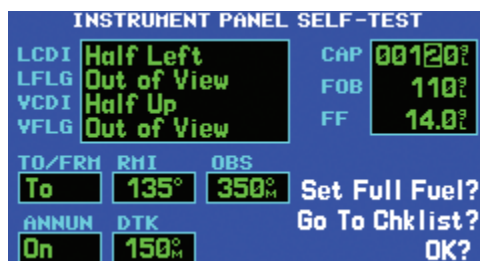 INSTRUMENT PANEL SELF-TEST
LCDI Half Left
LFLG Out of View
VCDI Half Up
VFLG Out of View
CAP 00120 g/L
FOB 110 g/L
FF 14.0 g/L
TO/FRM RMI OBS
To 135° 350°M
Set Full Fuel?
ANNUN DTK
Go To Chklist?
On 150°M
OK?